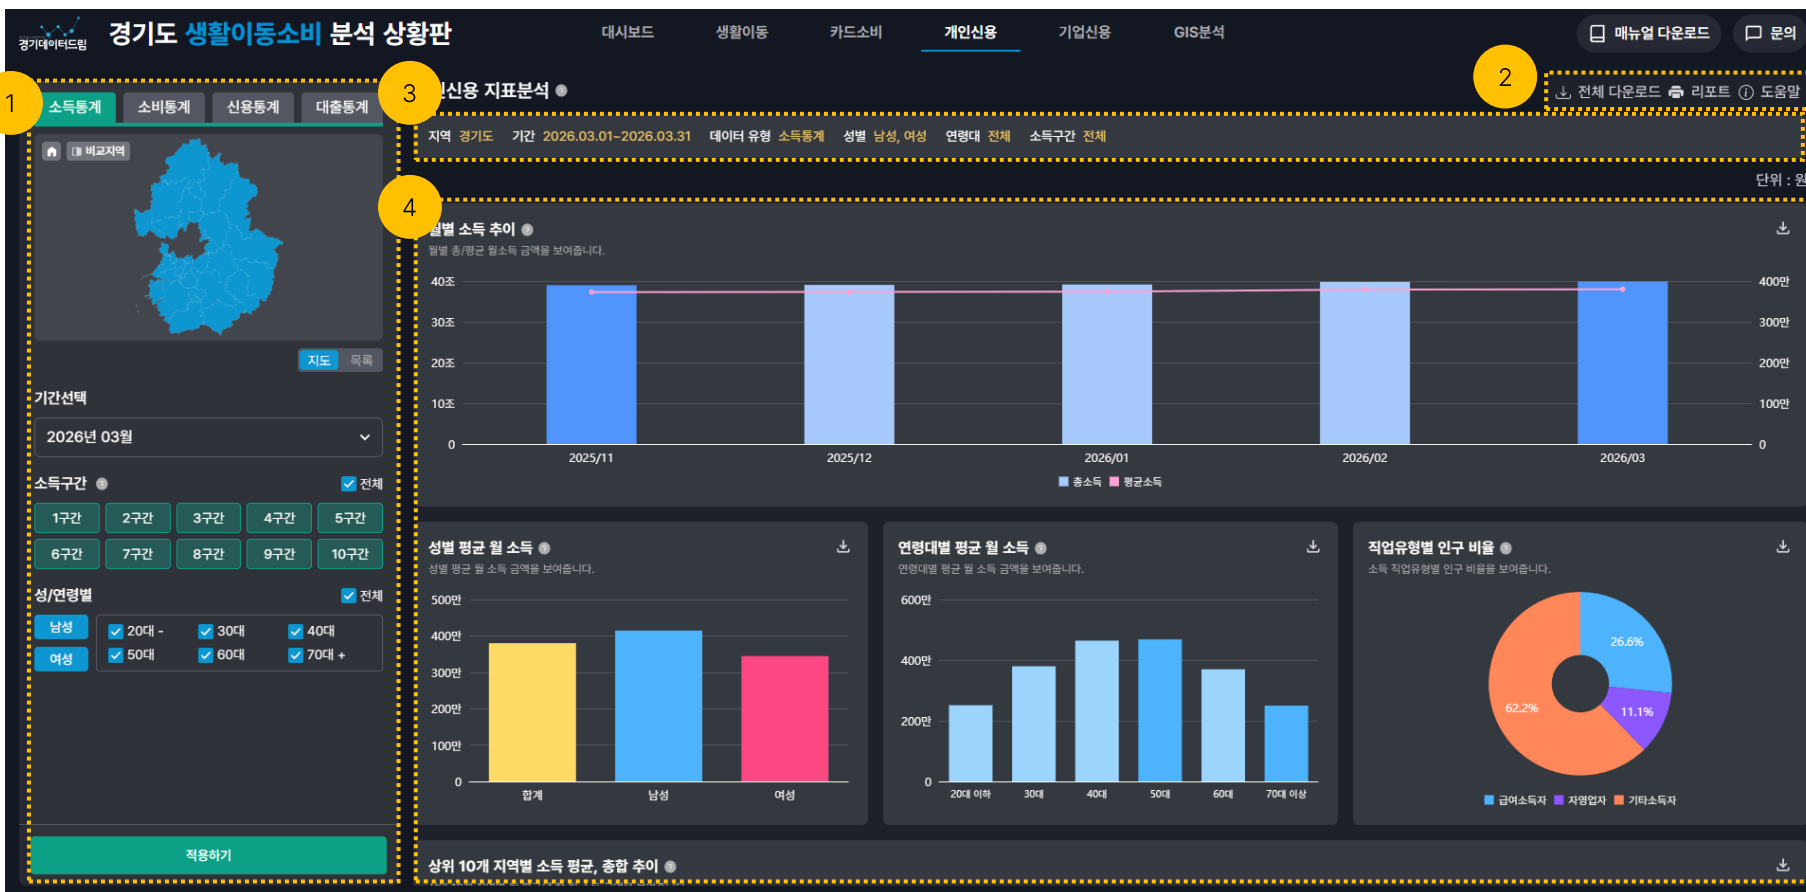 경기데이터드림
경기도 생활이동소비 분석 상황판
대시보드 생활이동 카드소비 개인신용 기업신용 GIS분석
매뉴얼 다운로드 문의
1
소득통계 소비통계 신용통계 대출통계
비교지역
지도 목록
기간선택
2026년 03월
소득구간 전체
1구간 2구간 3구간 4구간 5구간
6구간 7구간 8구간 9구간 10구간
성/연령별 전체
남성 20대 - 30대 40대
여성 50대 60대 70대 +
적용하기
2
전체 다운로드 리포트 도움말
3
신용 지표분석
지역 경기도 기간 2026.03.01~2026.03.31 데이터 유형 소득통계 성별 남성, 여성 연령대 전체 소득구간 전체
단위 : 원
4
월별 소득 추이
월별 총/평균 월소득 금액을 보여줍니다.
40조 400만
30조 300만
20조 200만
10조 100만
0 0
2025/11 2025/12 2026/01 2026/02 2026/03
총소득 평균소득
성별 평균 월 소득
성별 평균 월 소득 금액을 보여줍니다.
500만
400만
300만
200만
100만
0
합계 남성 여성
연령대별 평균 월 소득
연령대별 평균 월 소득 금액을 보여줍니다.
600만
400만
200만
0
20대 이하 30대 40대 50대 60대 70대 이상
직업유형별 인구 비율
소득 직업유형별 인구 비율을 보여줍니다.
26.6%
62.2%
11.1%
급여소득자 자영업자 기타소득자
상위 10개 지역별 소득 평균, 총합 추이